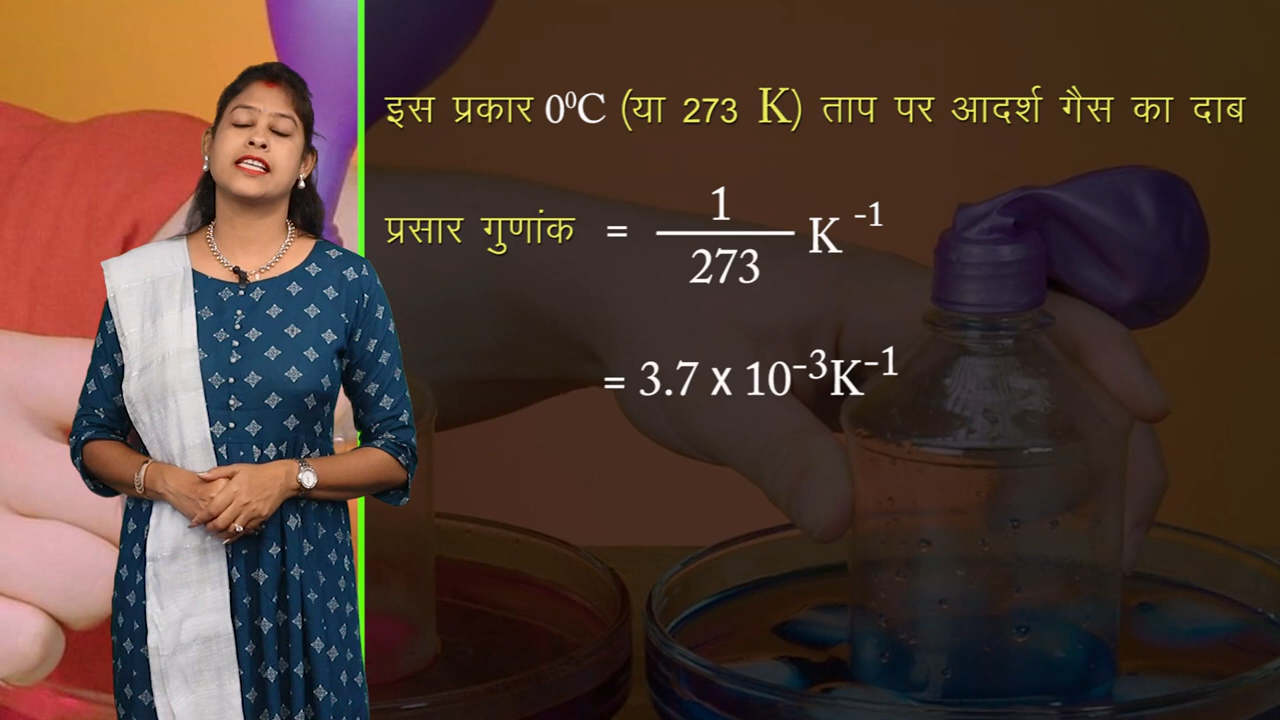 इस प्रकार 0⁰C (या 273 K) ताप पर आदर्श गैस का दाब
प्रसार गुणांक = 1/273 K⁻¹
= 3.7 x 10⁻³K⁻¹